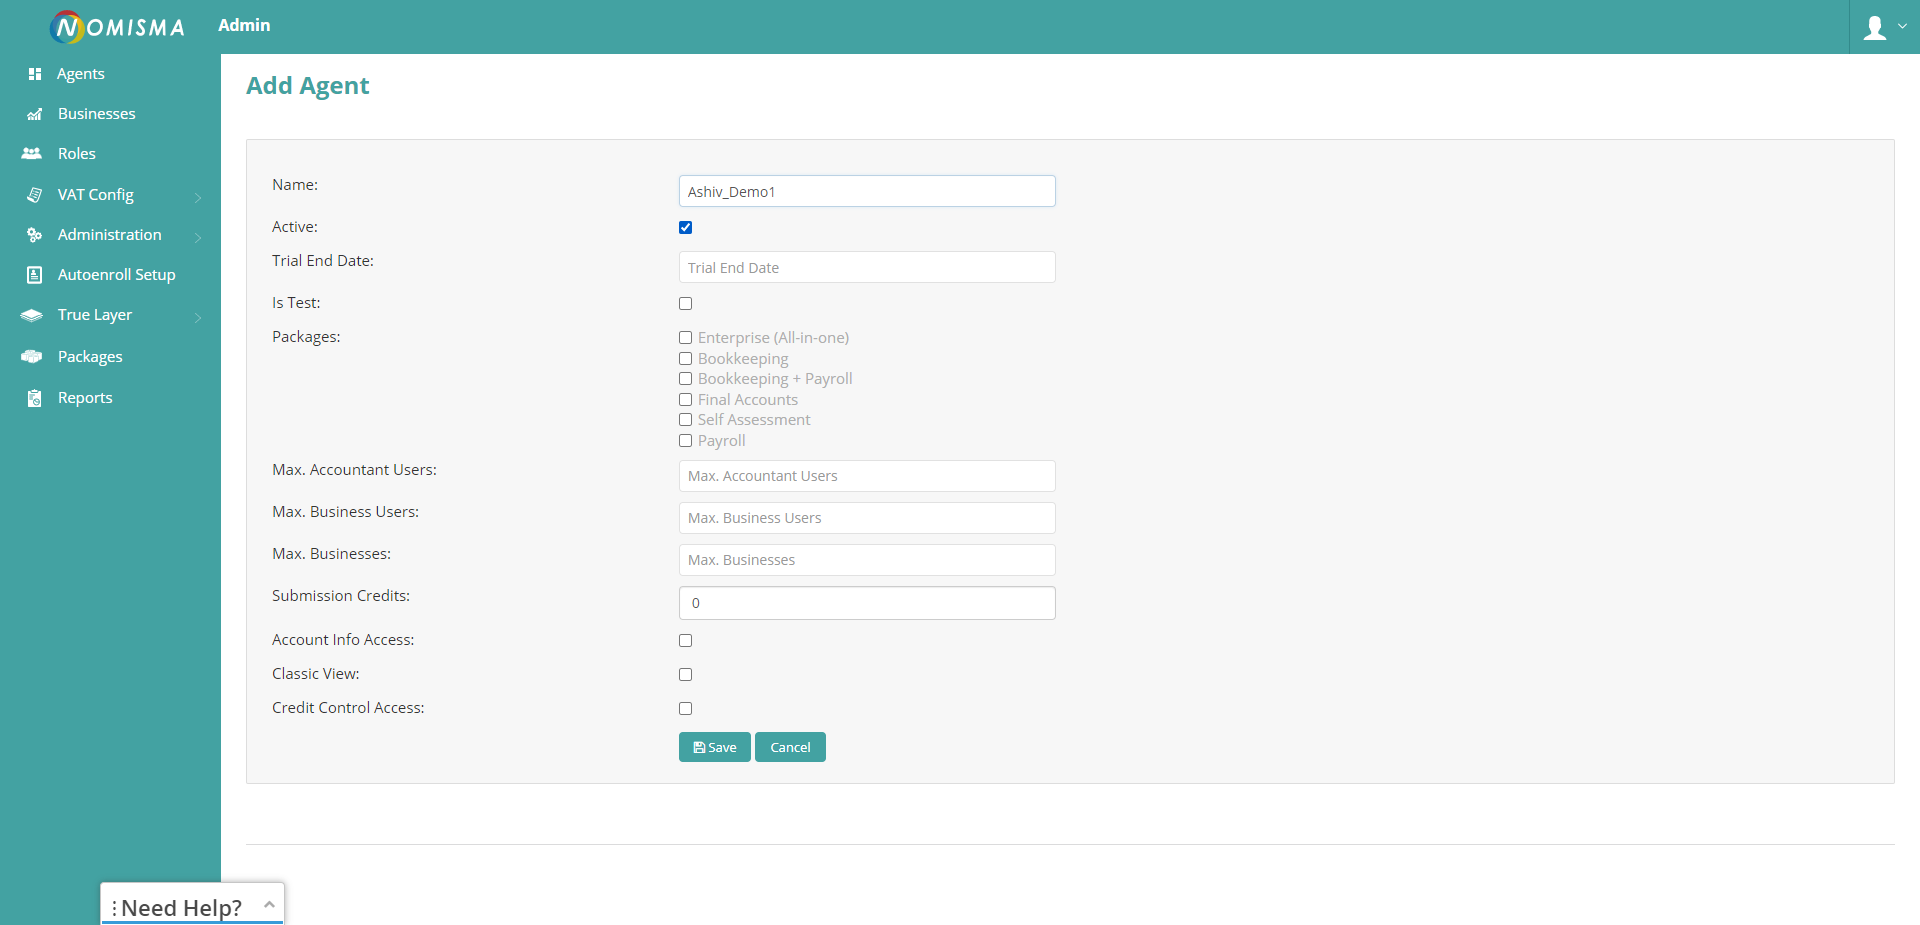 NOMISMA
Admin
Agents
Businesses
Roles
VAT Config
Administration
Autoenroll Setup
True Layer
Packages
Reports
Add Agent
Name:
Ashiv_Demo1
Active:
Trial End Date:
Trial End Date
Is Test:
Packages:
Enterprise (All-in-one)
Bookkeeping
Bookkeeping + Payroll
Final Accounts
Self Assessment
Payroll
Max. Accountant Users:
Max. Accountant Users
Max. Business Users:
Max. Business Users
Max. Businesses:
Max. Businesses
Submission Credits:
0
Account Info Access:
Classic View:
Credit Control Access:
Save
Cancel
Need Help?